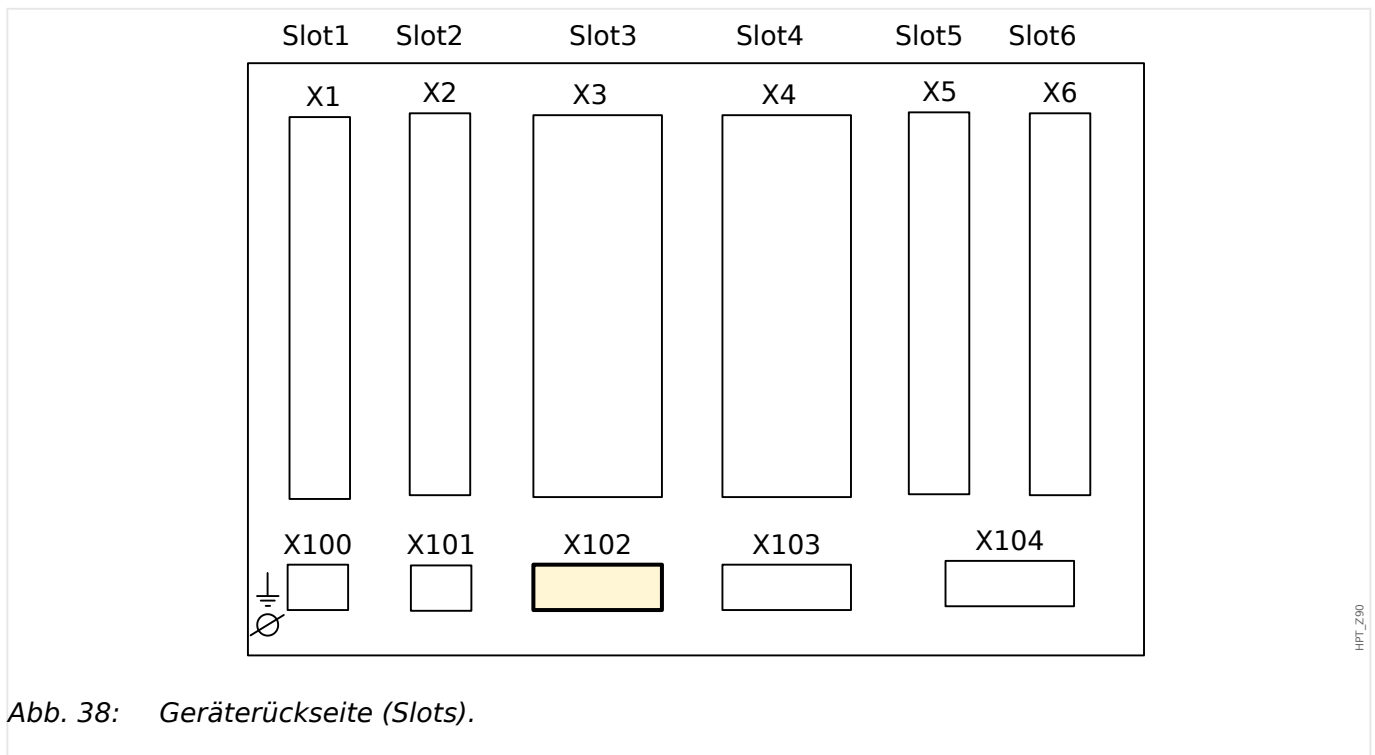 Slot1 Slot2 Slot3 Slot4 Slot5 Slot6
X1 X2 X3 X4 X5 X6
X100 X101 X102 X103 X104
HPT_Z90
Abb. 38: Geräterückseite (Slots).